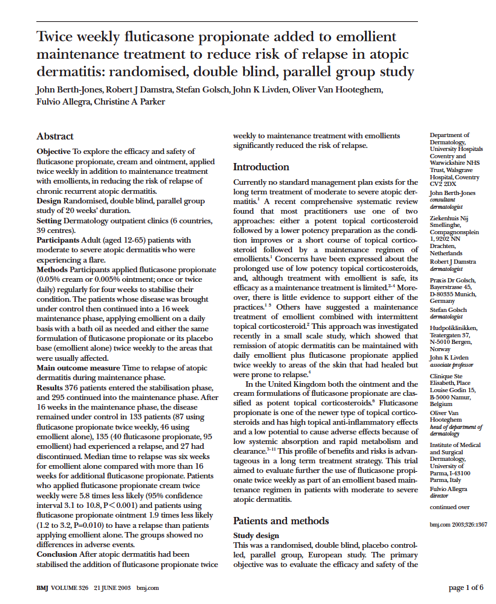 Twice weekly fluticasone propionate added to emollient
maintenance treatment to reduce risk of relapse in atopic
dermatitis: randomised, double blind, parallel group study
John Berth-Jones, Robert J Damstra, Stefan Golsch, John K Livden, Oliver Van Hooteghem,
Fulvio Allegra, Christine A Parker
Abstract
Objective To explore the efficacy and safety of
fluticasone propionate, cream and ointment, applied
twice weekly in addition to maintenance treatment
with emollients, in reducing the risk of relapse of
chronic recurrent atopic dermatitis.
Design Randomised, double blind, parallel group
study of 20 weeks' duration.
Setting Dermatology outpatient clinics (6 countries,
39 centres).
Participants Adult (aged 12-65) patients with
moderate to severe atopic dermatitis who were
experiencing a flare.
Methods Participants applied fluticasone propionate
(0.05% cream or 0.005% ointment; once or twice
daily) regularly for four weeks to stabilise their
condition. The patients whose disease was brought
under control then continued into a 16 week
maintenance phase, applying emollient on a daily
basis with a bath oil as needed and either the same
formulation of fluticasone propionate or its placebo
base (emollient alone) twice weekly to the areas that
were usually affected.
Main outcome measure Time to relapse of atopic
dermatitis during maintenance phase.
Results 376 patients entered the stabilisation phase,
and 295 continued into the maintenance phase. After
16 weeks in the maintenance phase, the disease
remained under control in 133 patients (87 using
fluticasone propionate twice weekly, 46 using
emollient alone), 135 (40 fluticasone propionate, 95
emollient) had experienced a relapse, and 27 had
discontinued. Median time to relapse was six weeks
for emollient alone compared with more than 16
weeks for additional fluticasone propionate. Patients
who applied fluticasone propionate cream twice
weekly were 5.8 times less likely (95% confidence
interval 3.1 to 10.8, P<0.001) and patients using
fluticasone propionate ointment 1.9 times less likely
(1.2 to 3.2, P=0.010) to have a relapse than patients
applying emollient alone. The groups showed no
differences in adverse events.
Conclusion After atopic dermatitis had been
stabilised the addition of fluticasone propionate twice
weekly to maintenance treatment with emollients
significantly reduced the risk of relapse.
Introduction
Currently no standard management plan exists for the
long term treatment of moderate to severe atopic der-
matitis.1 A recent comprehensive systematic review
found that most practitioners use one of two
approaches: either a potent topical corticosteroid
followed by a lower potency preparation as the condi-
tion improves or a short course of topical cortico-
steroid followed by a maintenance regimen of
emollients.1 Concerns have been expressed about the
prolonged use of low potency topical corticosteroids,
and, although treatment with emollient is safe, its
efficacy as a maintenance treatment is limited.2-4 More-
over, there is little evidence to support either of the
practices. Others have suggested a maintenance
treatment of emollient combined with intermittent
topical corticosteroid.2 This approach was investigated
recently in a small scale study, which showed that
remission of atopic dermatitis can be maintained with
daily emollient plus fluticasone propionate applied
twice weekly to areas of the skin that had healed but
were prone to relapse.
In the United Kingdom both the ointment and the
cream formulations of fluticasone propionate are clas-
sified as potent topical corticosteroids. Fluticasone
propionate is one of the newer type of topical cortico-
steroids and has high topical anti-inflammatory effects
and a low potential to cause adverse effects because of
low systemic absorption and rapid metabolism and
clearance. This profile of benefits and risks is advan-
tageous in a long term treatment strategy. This trial
aimed to evaluate further the use of fluticasone propi-
onate twice weekly as part of an emollient based main-
tenance regimen in patients with moderate to severe
atopic dermatitis.
Patients and methods
Study design
This was a randomised, double blind, placebo control-
led, parallel group, European study. The primary
objective was to evaluate the efficacy and safety of the
Department of
Dermatology,
University Hospitals
Coventry and
Warwickshire NHS
Trust, Walsgrave
Hospital, Coventry
CV2 2DX
John Berth-Jones
consultant
dermatologist
Ziekenhuis Nij
Smellinghe,
Compagnonsplein
1, 9202 NN
Drachten,
Netherlands
Robert J Damstra
dermatologist
Praxis Dr Golsch,
Bayerstrasse 43,
D-80335 Munich,
Germany
Stefan Golsch
dermatologist
Hudpoliklinikken,
Teatergaten 37,
N-5010 Bergen,
Norway
John K Livden
associate professor
Clinique Ste
Elisabeth, Place
Louise Godin 15,
B-5000 Namur,
Belgium
Oliver Van
Hooteghem
head of department of
dermatology
Institute of Medical
and Surgical
Dermatology,
University of
Parma, I-43100
Parma, Italy
Fulvio Allegra
director
continued over
bmj.com 2003;326:1367
BMJ VOLUME 326 21 JUNE 2003 bmj.com
page 1 of 6